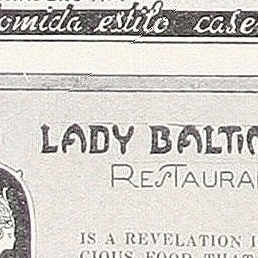 omida estilo case
LADY BALTI
RESTAURA
IS A REVELATION I
CIOUS FOOD THAT